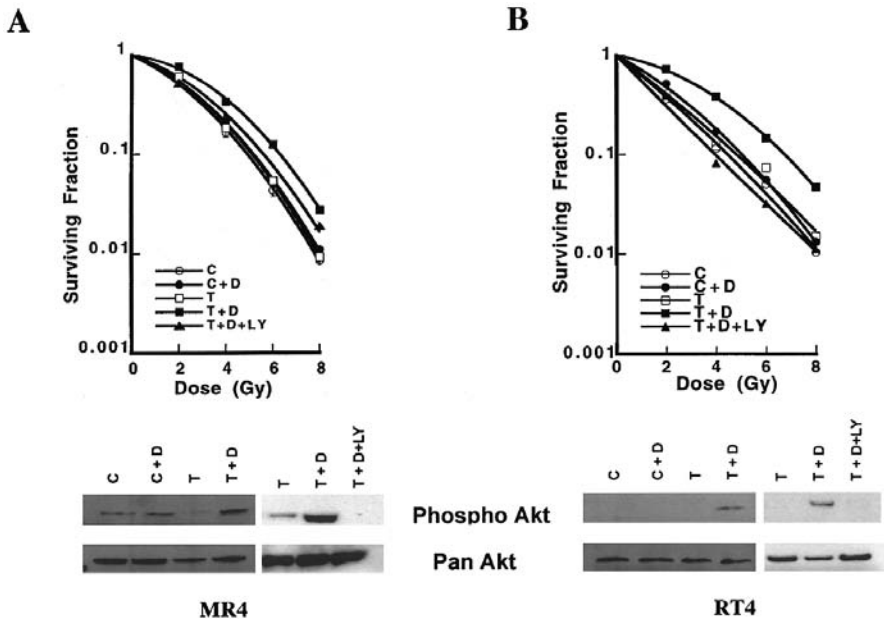 A
1
0.1
0.01
0.001
Surviving Fraction
C
C+D
T
T+D
T+D+LY
0 2 4 6 8
Dose (Gy)
B
1
0.1
0.01
0.001
Surviving Fraction
C
C+D
T
T+D
T+D+LY
0 2 4 6 8
Dose (Gy)
C
C+D
T
T+D
T
T+D
T+D+LY
Phospho Akt
Pan Akt
MR4
C
C+D
T
T+D
T
T+D
T+D+LY
RT4